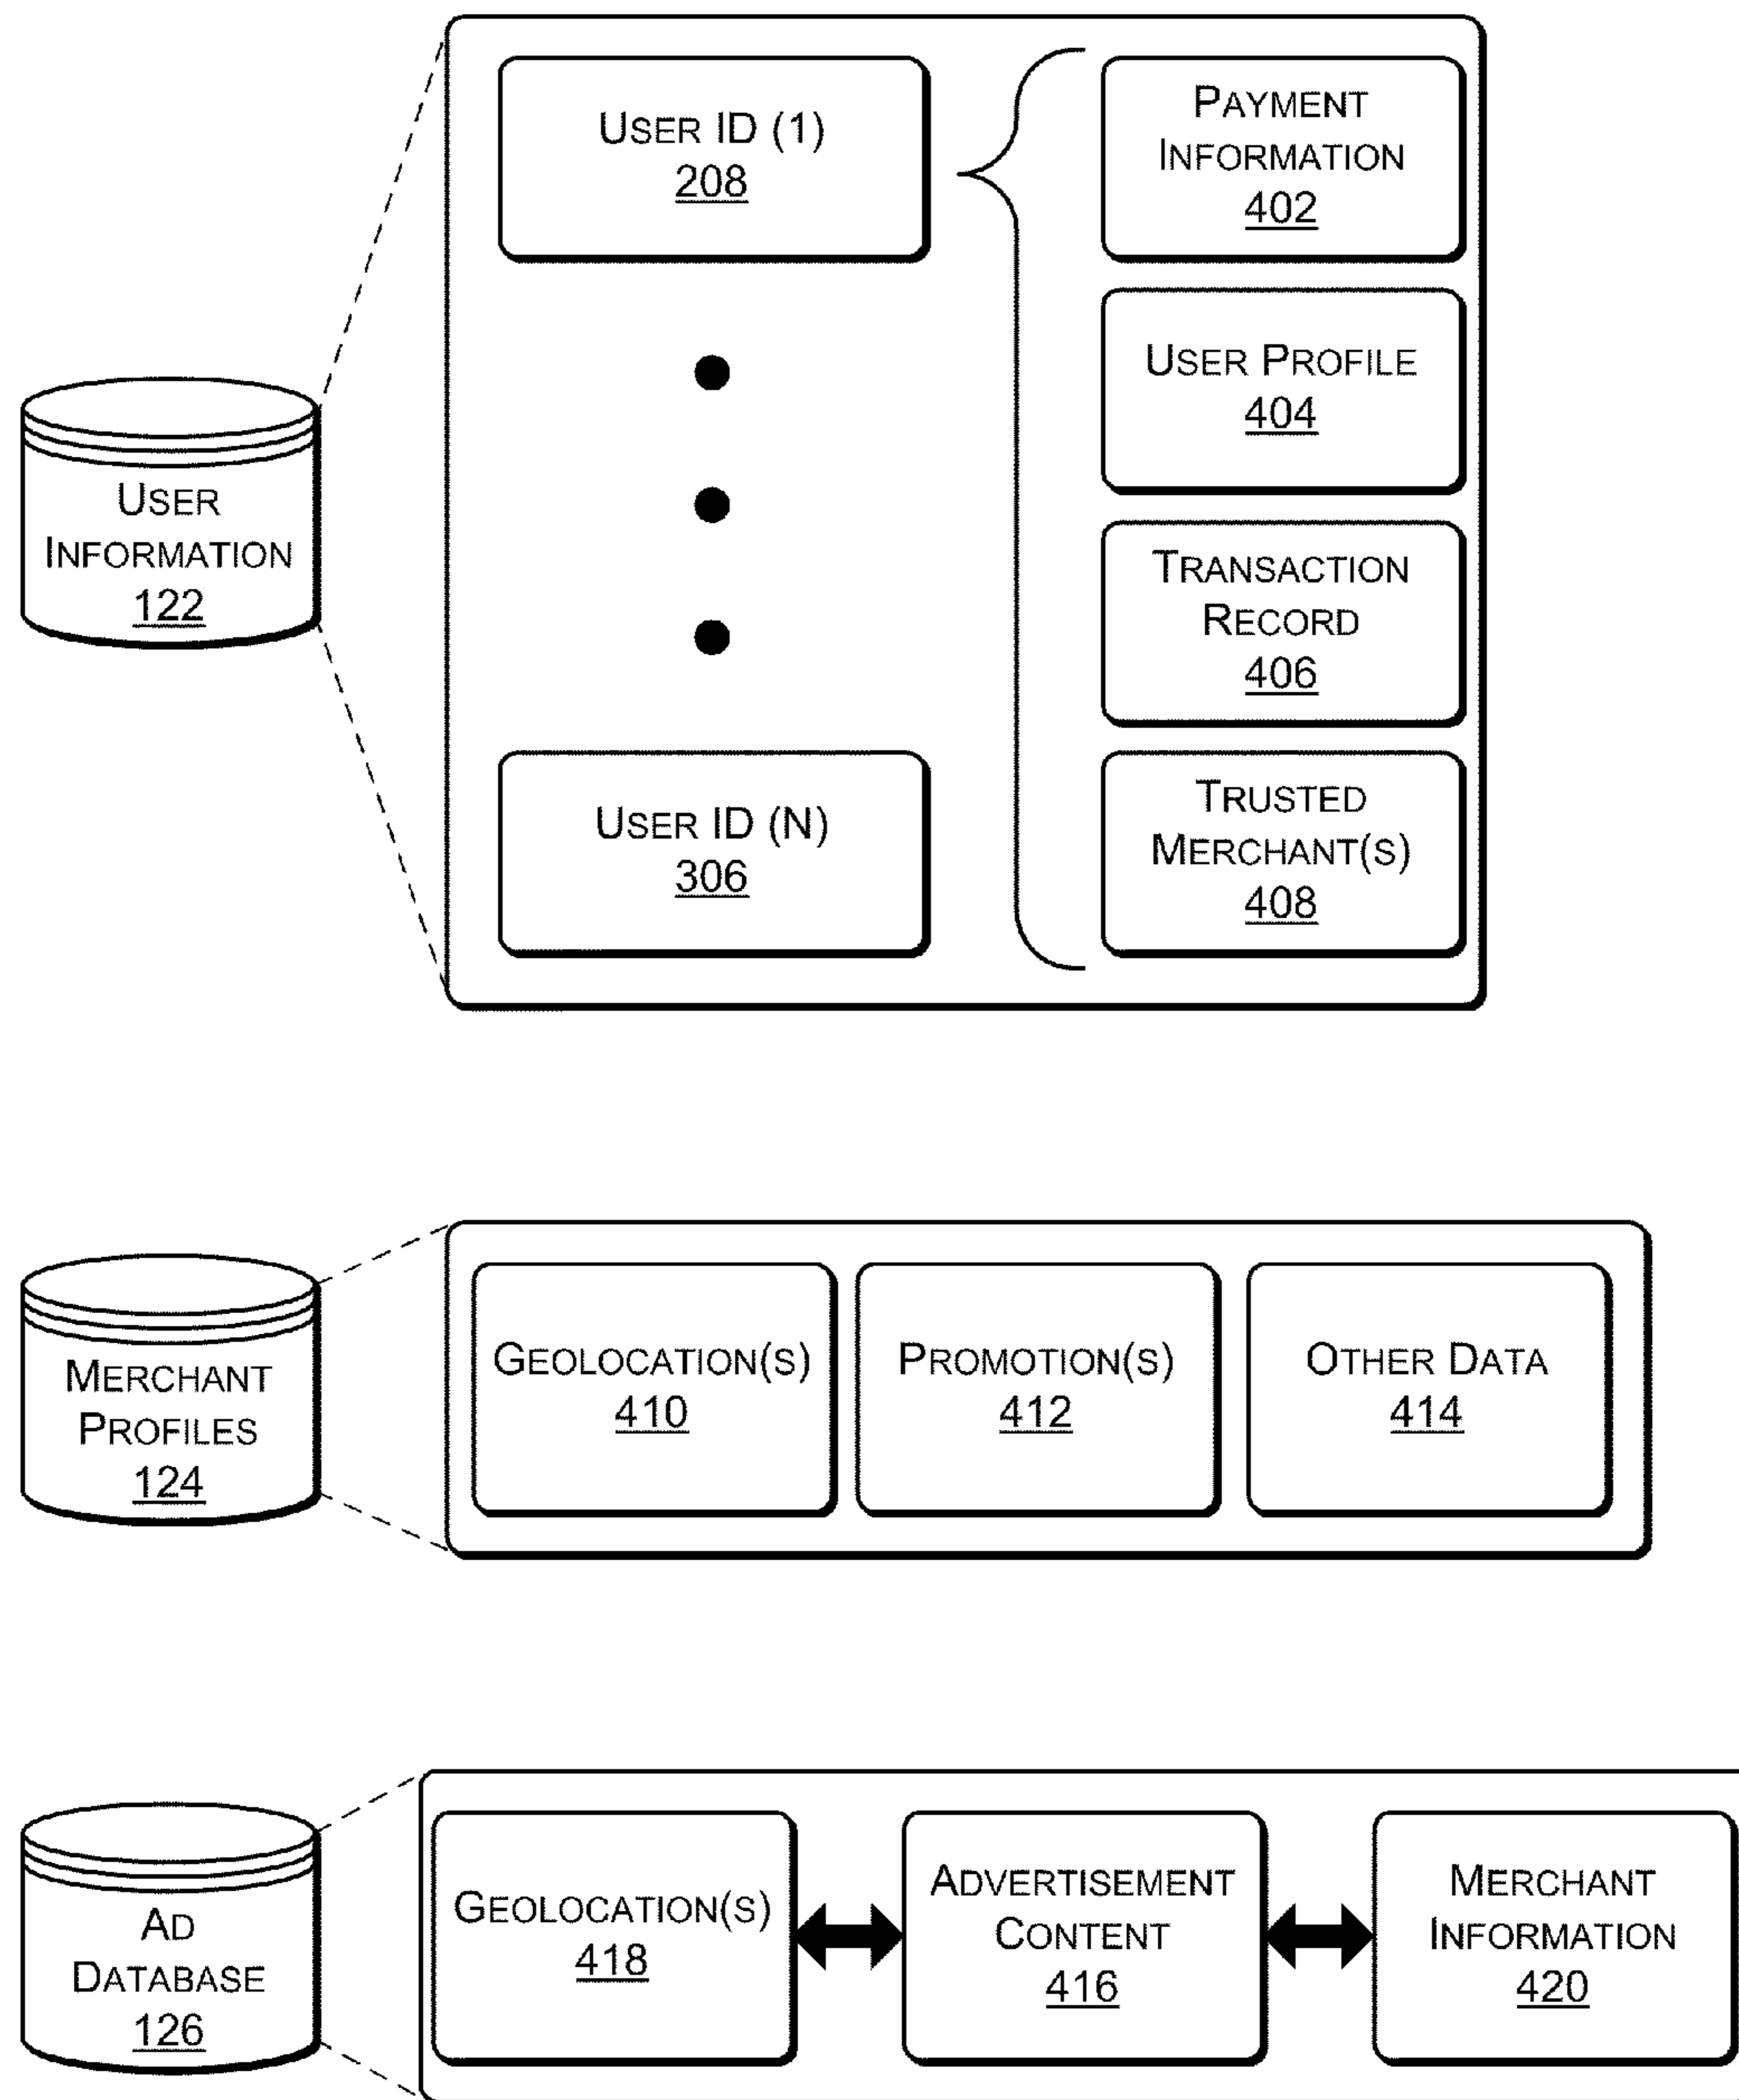 USER ID (1)
208
PAYMENT
INFORMATION
402
USER PROFILE
404
USER
INFORMATION
122
TRANSACTION
RECORD
406
USER ID (N)
306
TRUSTED
MERCHANT(S)
408
MERCHANT
PROFILES
124
GEOLOCATION(S)
410
PROMOTION(S)
412
OTHER DATA
414
AD
DATABASE
126
GEOLOCATION(S)
418
ADVERTISEMENT
CONTENT
416
MERCHANT
INFORMATION
420